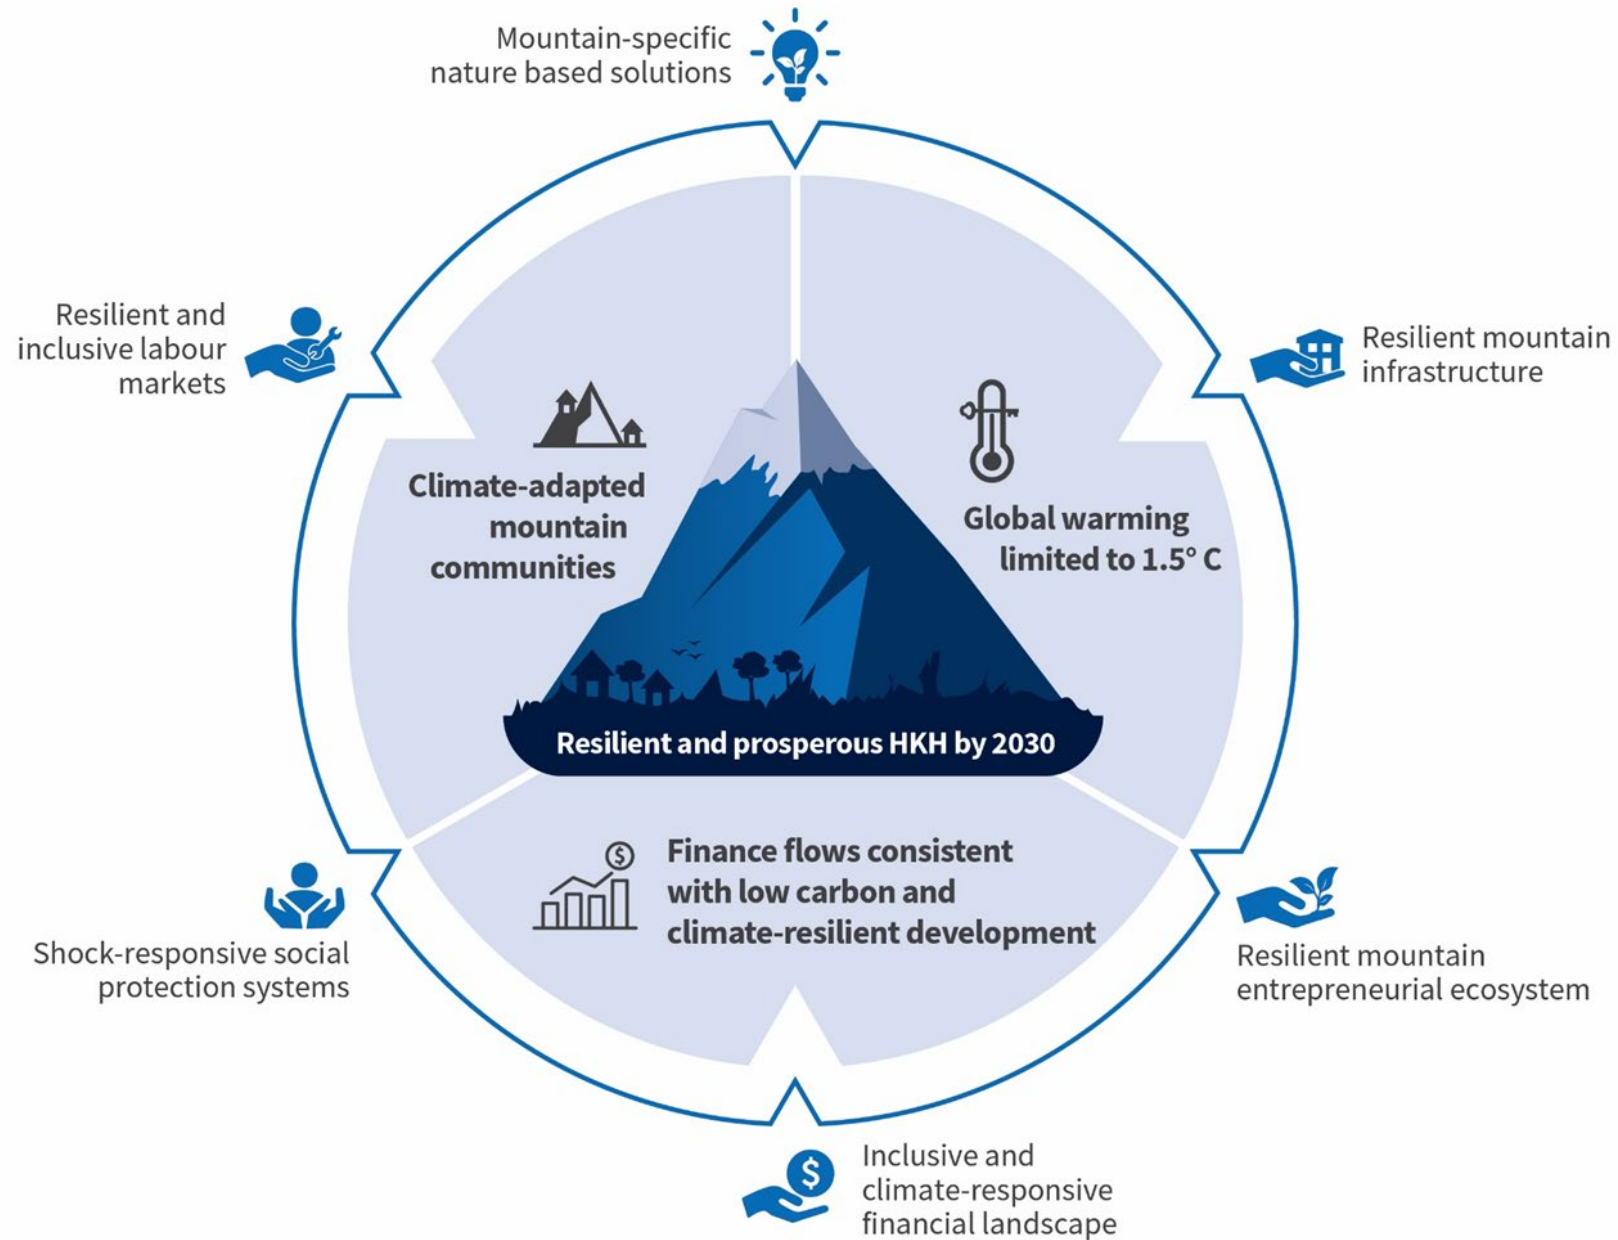 Mountain-specific
nature based solutions
Resilient and
inclusive labour
markets
Resilient mountain
infrastructure
Climate-adapted
mountain
communities
Global warming
limited to 1.5° C
Resilient and prosperous HKH by 2030
$
Finance flows consistent
with low carbon and
climate-resilient development
Shock-responsive social
protection systems
Resilient mountain
entrepreneurial ecosystem
$
Inclusive and
climate-responsive
financial landscape